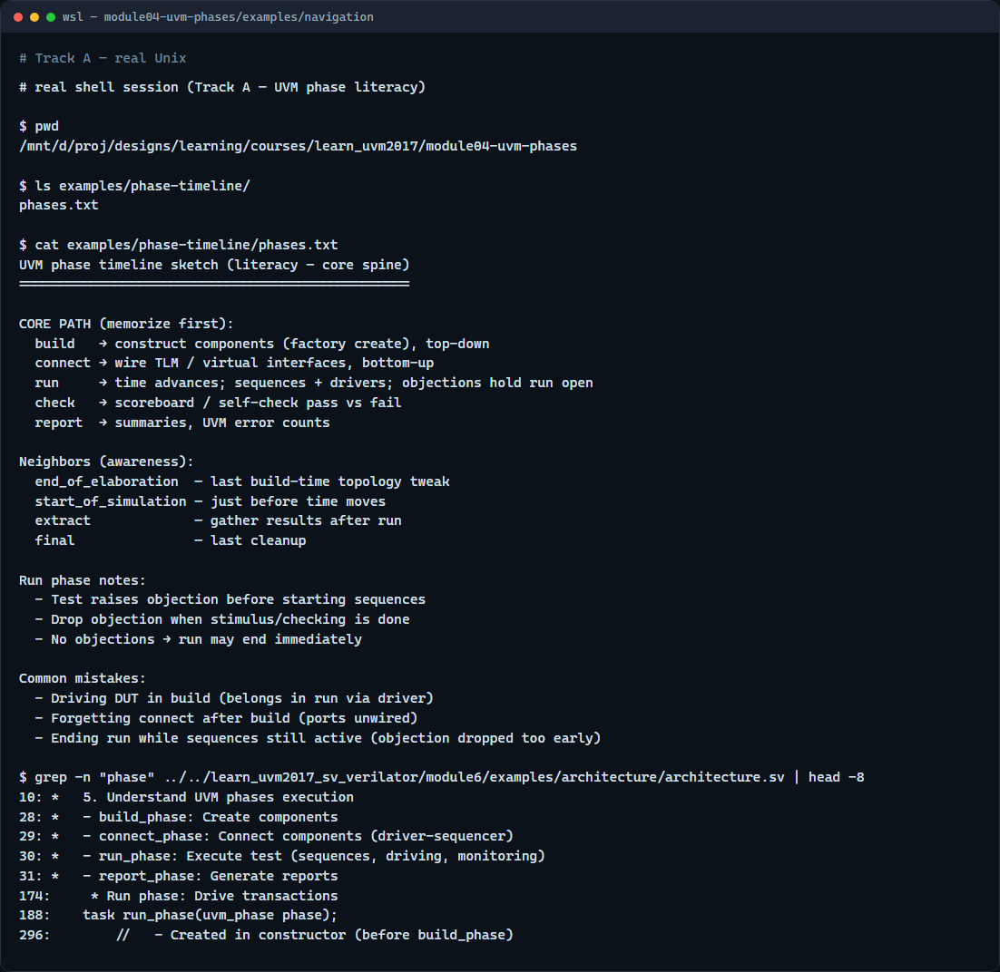 wsl — module04-uvm-phases/examples/navigation
# Track A — real Unix
# real shell session (Track A — UVM phase literacy)
$ pwd
/mnt/d/proj/designs/learning/courses/learn_uvm2017/module04-uvm-phases
$ ls examples/phase-timeline/
phases.txt
$ cat examples/phase-timeline/phases.txt
UVM phase timeline sketch (literacy — core spine)
=================================================
CORE PATH (memorize first):
  build   → construct components (factory create), top-down
  connect → wire TLM / virtual interfaces, bottom-up
  run     → time advances; sequences + drivers; objections hold run open
  check   → scoreboard / self-check pass vs fail
  report  → summaries, UVM error counts
Neighbors (awareness):
  end_of_elaboration  — last build-time topology tweak
  start_of_simulation — just before time moves
  extract             — gather results after run
  final               — last cleanup
Run phase notes:
  - Test raises objection before starting sequences
  - Drop objection when stimulus/checking is done
  - No objections → run may end immediately
Common mistakes:
  - Driving DUT in build (belongs in run via driver)
  - Forgetting connect after build (ports unwired)
  - Ending run while sequences still active (objection dropped too early)
$ grep -n "phase" ../../learn_uvm2017_sv_verilator/module6/examples/architecture/architecture.sv | head -8
10: *   5. Understand UVM phases execution
28: *   - build_phase: Create components
29: *   - connect_phase: Connect components (driver-sequencer)
30: *   - run_phase: Execute test (sequences, driving, monitoring)
31: *   - report_phase: Generate reports
174:     * Run phase: Drive transactions
188:    task run_phase(uvm_phase phase);
296:        //   - Created in constructor (before build_phase)